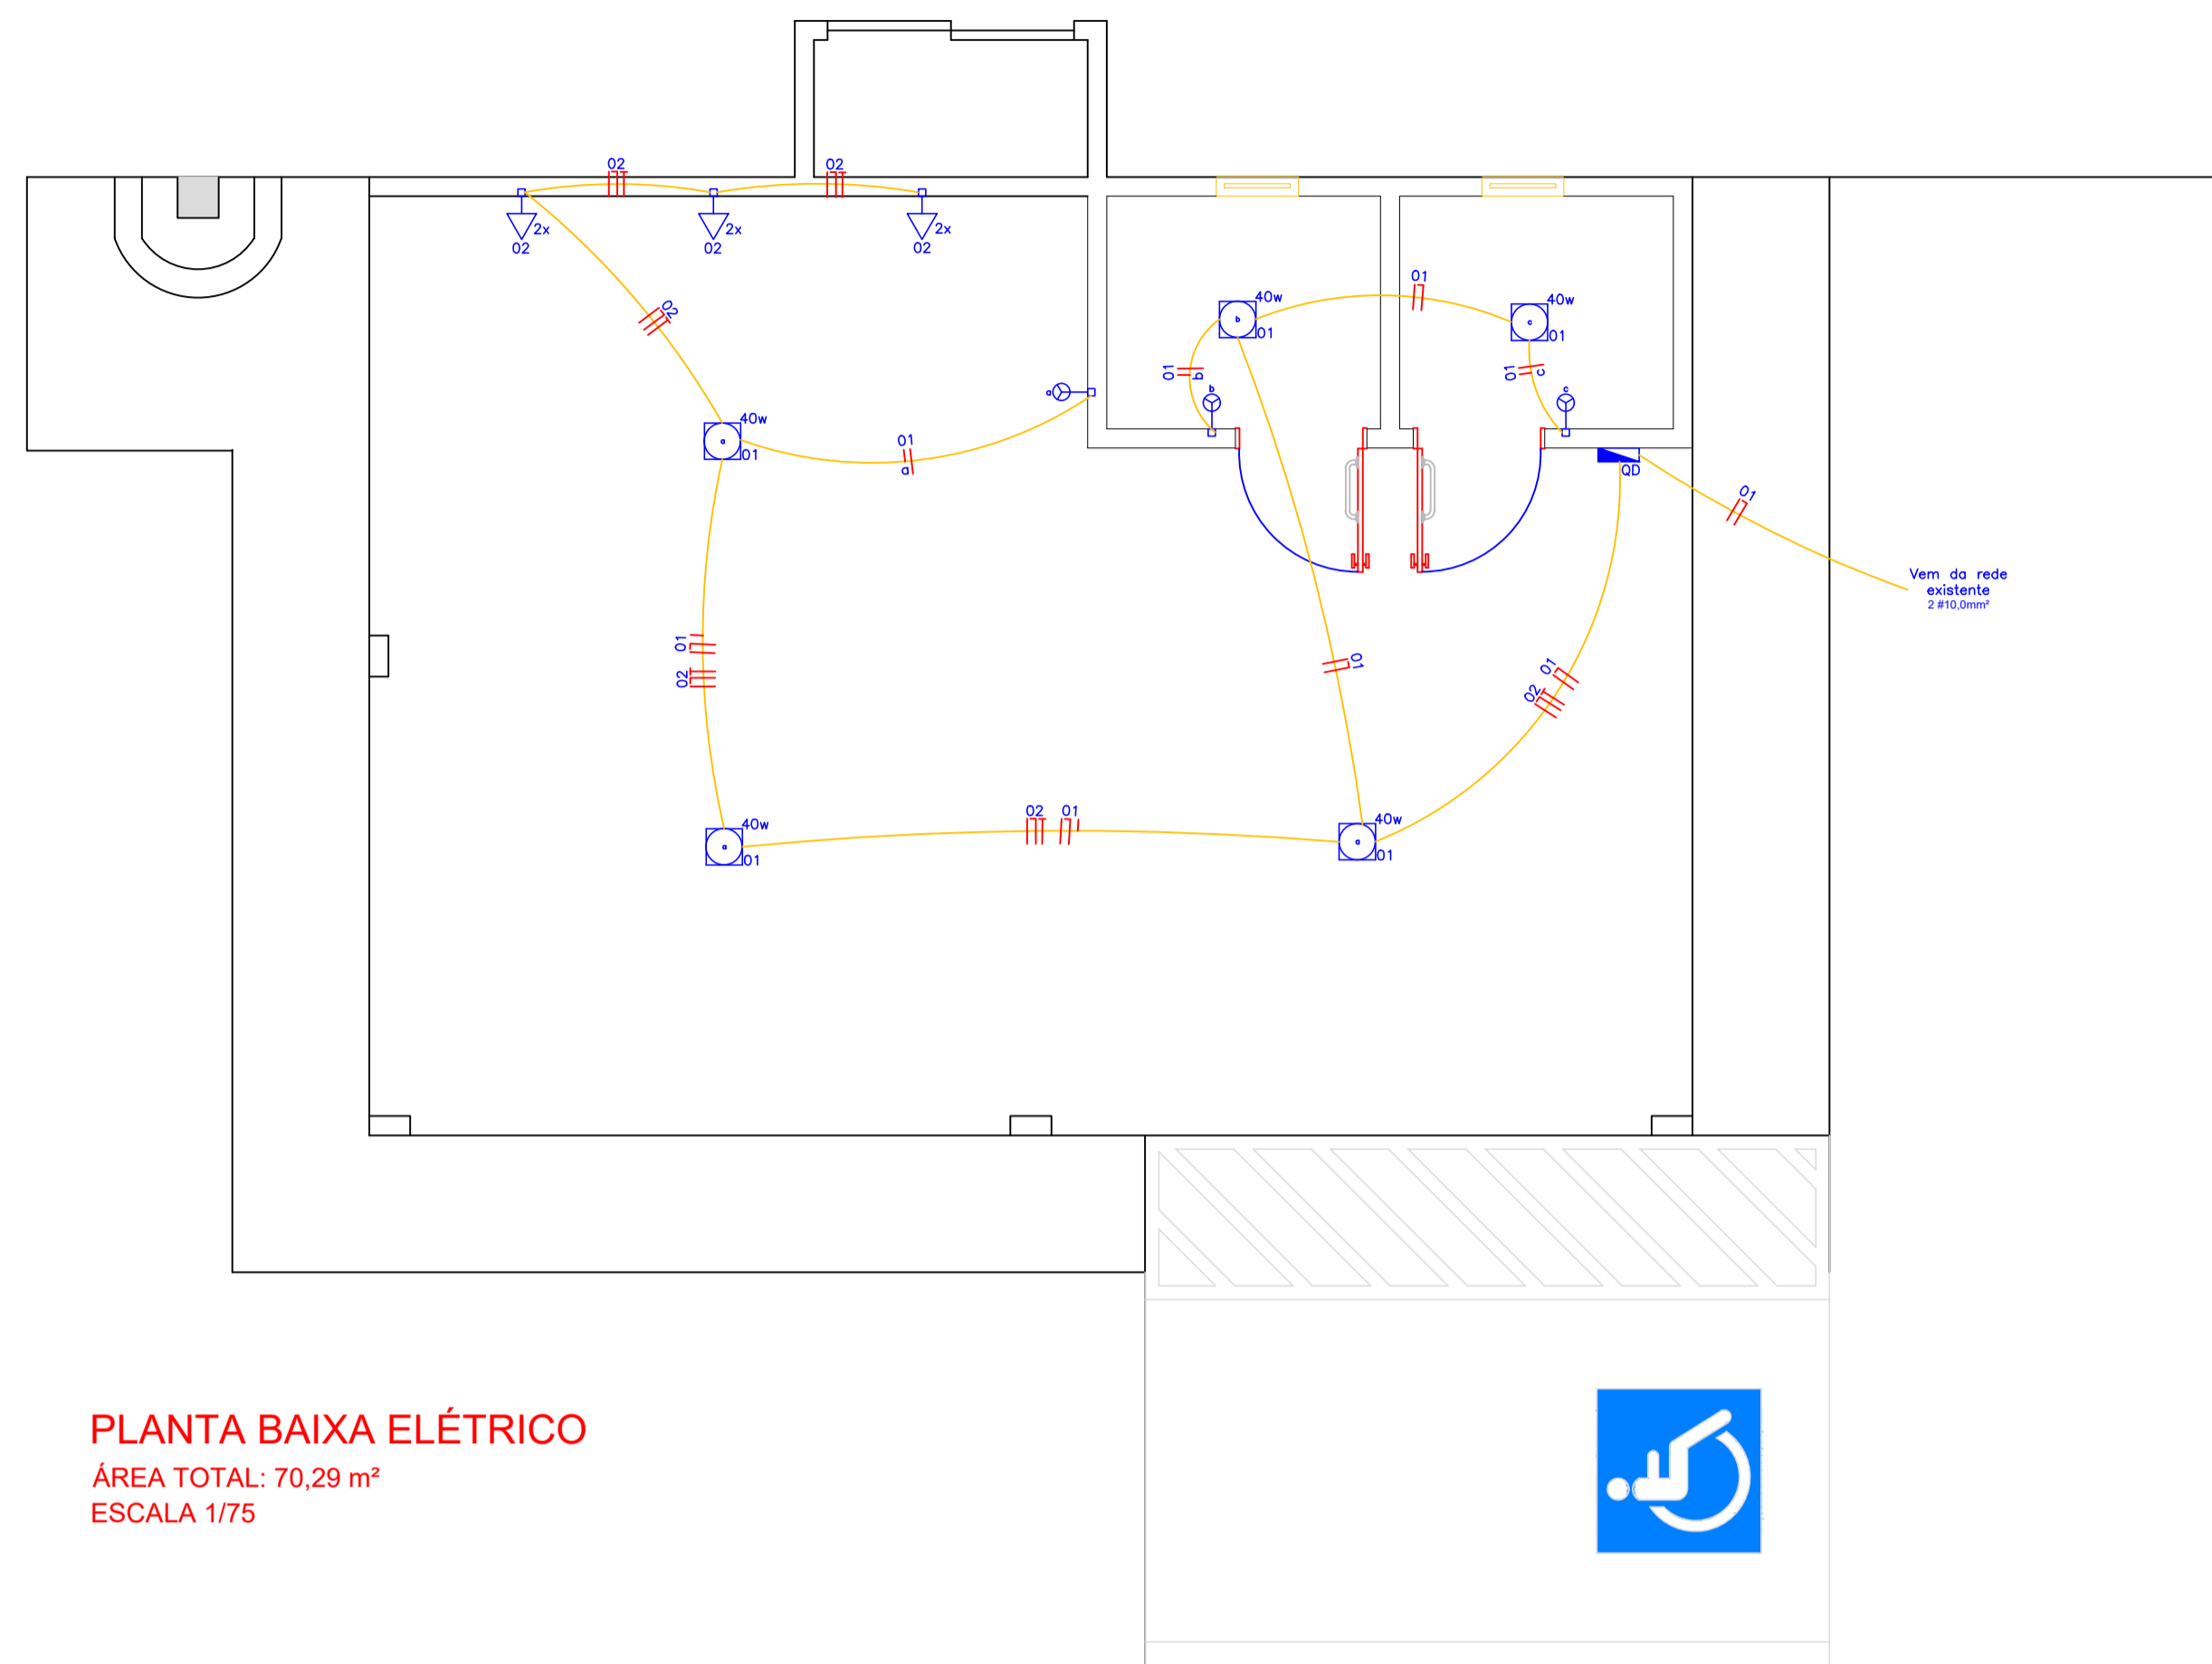 02
02
2x
02
2x
02
2x
02
02
01
40w
b
01
40w
c
01
01
b
b
01
c
c
a
40w
a
01
01
a
QD
01
Vem da rede
existente
2 #10,0mm²
01
02
01
01
02
02 01
40w
a
01
40w
a
01
PLANTA BAIXA ELÉTRICO
ÁREA TOTAL: 70,29 m²
ESCALA 1/75